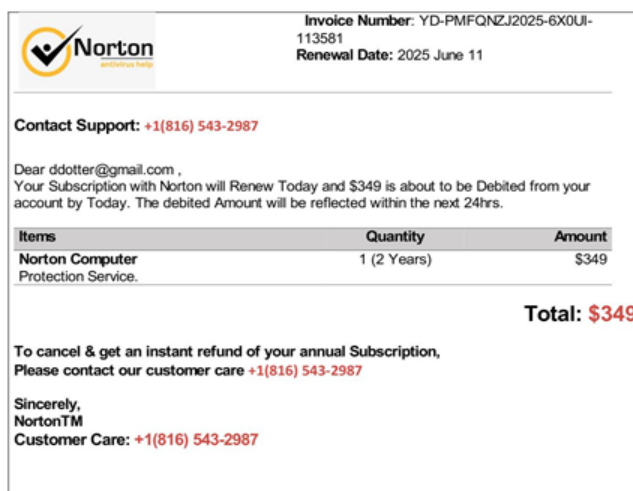 Norton
antivirus help
Invoice Number: YD-PMFQNZJ2025-6X0UI-
113581
Renewal Date: 2025 June 11
Contact Support: +1(816) 543-2987
Dear ddotter@gmail.com ,
Your Subscription with Norton will Renew Today and $349 is about to be Debited from your
account by Today. The debited Amount will be reflected within the next 24hrs.
Items Quantity Amount
Norton Computer 1 (2 Years) $349
Protection Service.
Total: $349
To cancel & get an instant refund of your annual Subscription,
Please contact our customer care +1(816) 543-2987
Sincerely,
NortonTM
Customer Care: +1(816) 543-2987